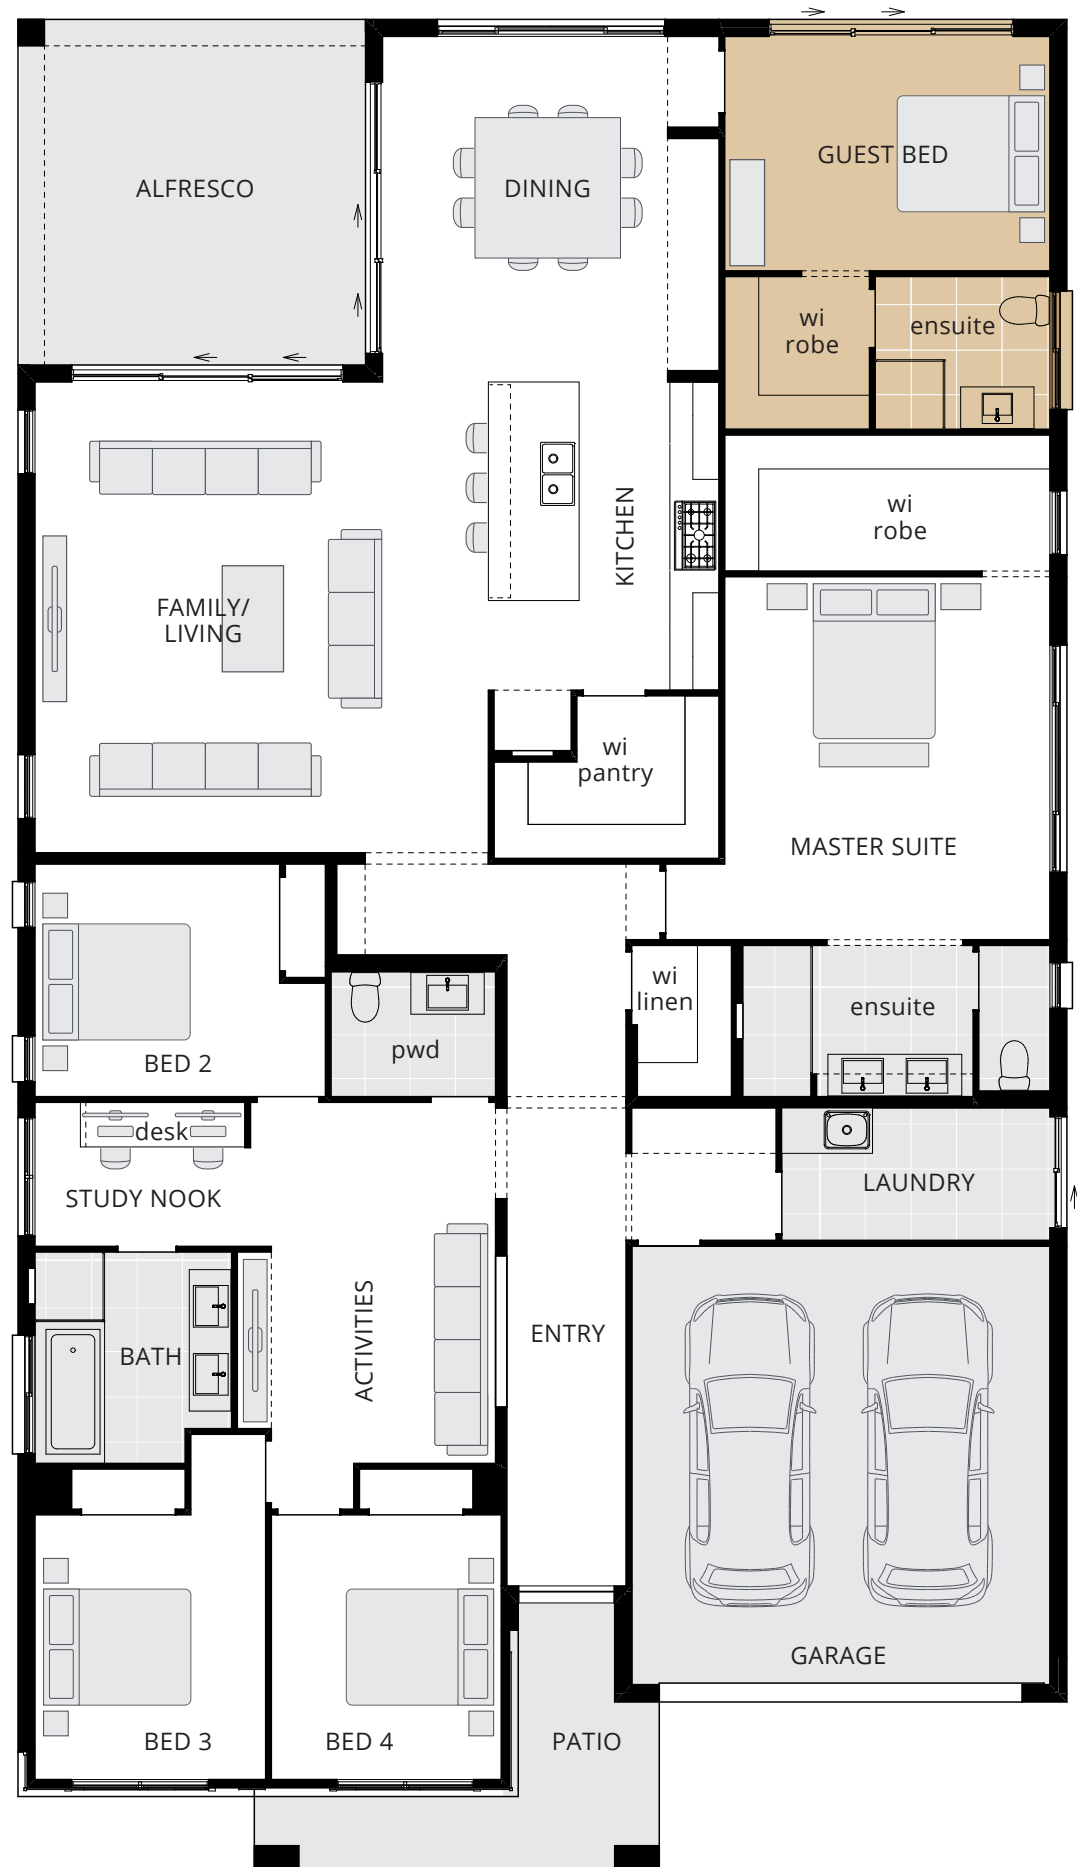 ALFRESCO
DINING
GUEST BED
wi
robe
ensuite
wi
robe
KITCHEN
FAMILY/
LIVING
wi
pantry
MASTER SUITE
wi
linen
ensuite
BED 2
pwd
desk
STUDY NOOK
LAUNDRY
ACTIVITIES
ENTRY
BATH
GARAGE
BED 3
BED 4
PATIO